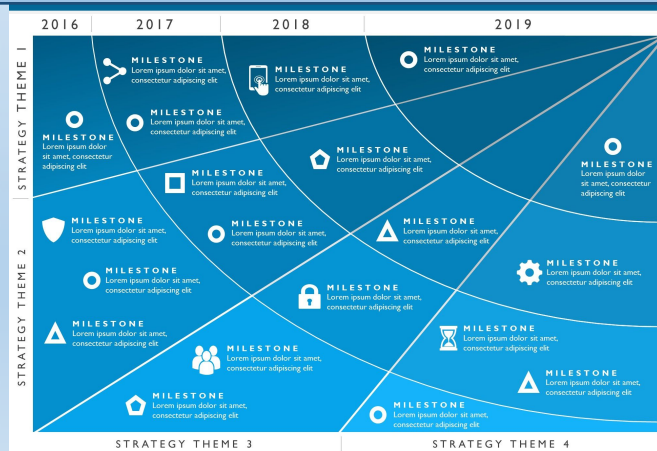 2016 2017 2018 2019
STRATEGY THEME 1
MILESTONE
Lorem ipsum dolor sit amet,
consectetur adipiscing elit
MILESTONE
Lorem ipsum dolor sit amet,
consectetur adipiscing elit
MILESTONE
Lorem ipsum dolor sit amet,
consectetur adipiscing elit
MILESTONE
Lorem ipsum dolor sit amet,
consectetur adipiscing elit
MILESTONE
Lorem ipsum dolor
sit amet, consectetur
adipiscing elit
MILESTONE
Lorem ipsum dolor sit amet,
consectetur adipiscing elit
MILESTONE
Lorem ipsum dolor
sit amet, consectetur
adipiscing elit
MILESTONE
Lorem ipsum dolor sit amet,
consectetur adipiscing elit
STRATEGY THEME 2
MILESTONE
Lorem ipsum dolor sit amet,
consectetur adipiscing elit
MILESTONE
Lorem ipsum dolor sit amet,
consectetur adipiscing elit
MILESTONE
Lorem ipsum dolor sit amet,
consectetur adipiscing elit
MILESTONE
Lorem ipsum dolor sit amet,
consectetur adipiscing elit
MILESTONE
Lorem ipsum dolor sit amet,
consectetur adipiscing elit
MILESTONE
Lorem ipsum dolor sit amet,
consectetur adipiscing elit
MILESTONE
Lorem ipsum dolor sit amet,
consectetur adipiscing elit
MILESTONE
Lorem ipsum dolor sit amet,
consectetur adipiscing elit
MILESTONE
Lorem ipsum dolor sit amet,
consectetur adipiscing elit
MILESTONE
Lorem ipsum dolor sit amet,
consectetur adipiscing elit
MILESTONE
Lorem ipsum dolor sit amet,
consectetur adipiscing elit
MILESTONE
Lorem ipsum dolor sit amet,
consectetur adipiscing elit
STRATEGY THEME 3 STRATEGY THEME 4